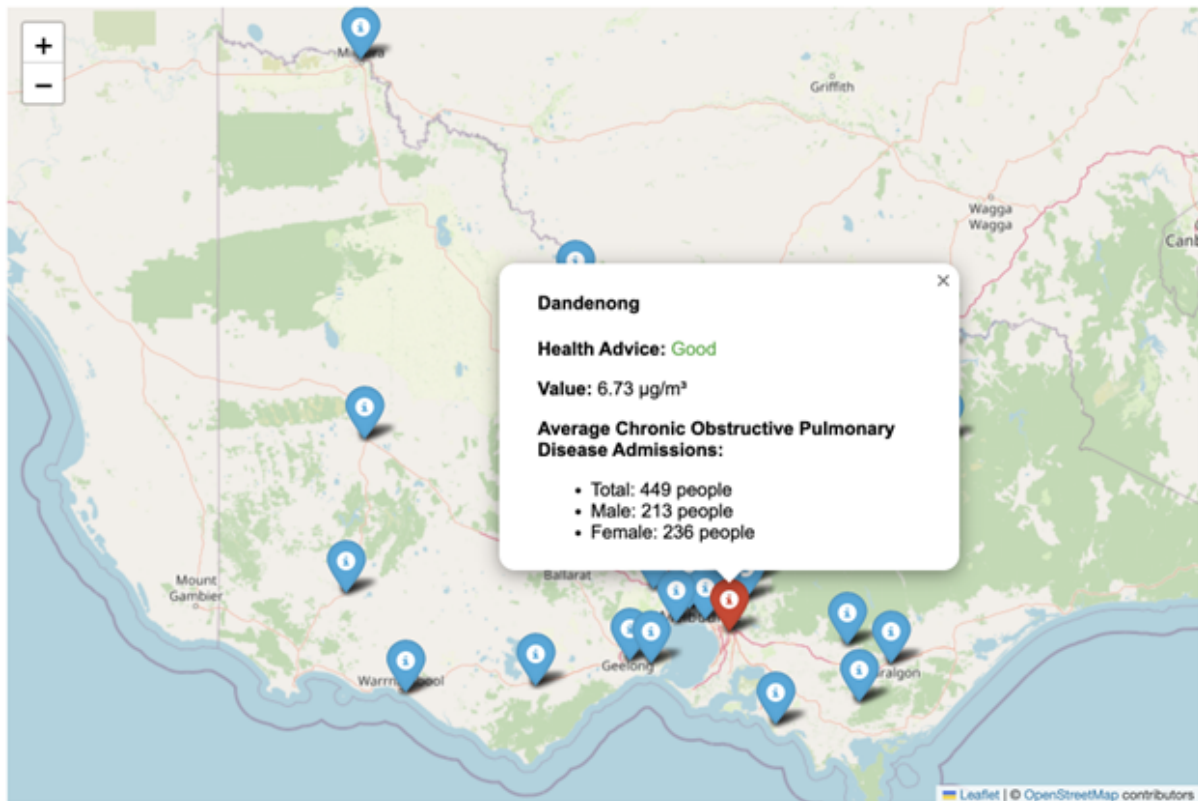 +
−
Griffith
Wagga
Wagga
×
Dandenong
Health Advice: Good
Value: 6.73 µg/m³
Average Chronic Obstructive Pulmonary
Disease Admissions:
• Total: 449 people
• Male: 213 people
• Female: 236 people
Ballarat
Mount
Gambier
Geelong
Leaflet | © OpenStreetMap contributors